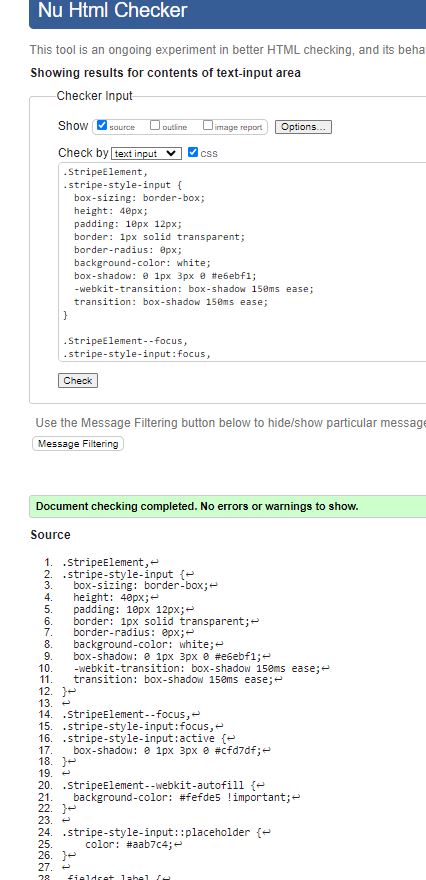 Nu Html Checker
This tool is an ongoing experiment in better HTML checking, and its beha
Showing results for contents of text-input area
Checker Input
Show source outline image report Options...
Check by text input css
.StripeElement,
.stripe-style-input {
  box-sizing: border-box;
  height: 40px;
  padding: 10px 12px;
  border: 1px solid transparent;
  border-radius: 0px;
  background-color: white;
  box-shadow: 0 1px 3px 0 #e6ebf1;
  -webkit-transition: box-shadow 150ms ease;
  transition: box-shadow 150ms ease;
}
.StripeElement--focus,
.stripe-style-input:focus,
Check
Use the Message Filtering button below to hide/show particular message
Message Filtering
Document checking completed. No errors or warnings to show.
Source
1. .StripeElement,↩
2. .stripe-style-input {↩
3.   box-sizing: border-box;↩
4.   height: 40px;↩
5.   padding: 10px 12px;↩
6.   border: 1px solid transparent;↩
7.   border-radius: 0px;↩
8.   background-color: white;↩
9.   box-shadow: 0 1px 3px 0 #e6ebf1;↩
10.   -webkit-transition: box-shadow 150ms ease;↩
11.   transition: box-shadow 150ms ease;↩
12. }↩
13. ↩
14. .StripeElement--focus,↩
15. .stripe-style-input:focus,↩
16. .stripe-style-input:active {↩
17.   box-shadow: 0 1px 3px 0 #cfd7df;↩
18. }↩
19. ↩
20. .StripeElement--webkit-autofill {↩
21.   background-color: #fefde5 !important;↩
22. }↩
23. ↩
24. .stripe-style-input::placeholder {↩
25.     color: #aab7c4;↩
26. }↩
27. ↩
28. fieldset label {↩